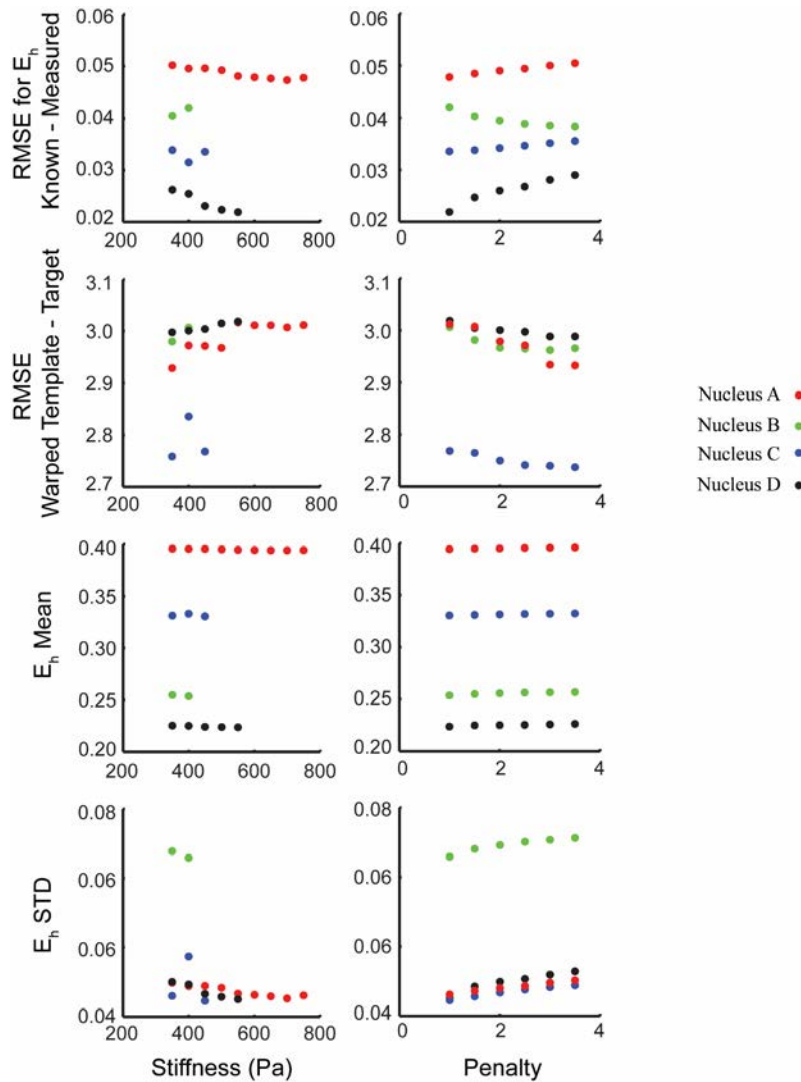 RMSE for Eh
Known - Measured
0.06
0.05
0.04
0.03
0.02
200 400 600 800
0.06
0.05
0.04
0.03
0.02
0 2 4
RMSE
Warped Template - Target
3.1
3.0
2.9
2.8
2.7
200 400 600 800
3.1
3.0
2.9
2.8
2.7
0 2 4
Nucleus A
Nucleus B
Nucleus C
Nucleus D
Eh Mean
0.40
0.35
0.30
0.25
0.20
200 400 600 800
0.40
0.35
0.30
0.25
0.20
0 2 4
Eh STD
0.08
0.06
0.06
0.04
200 400 600 800
Stiffness (Pa)
0.08
0.06
0.06
0.04
0 2 4
Penalty